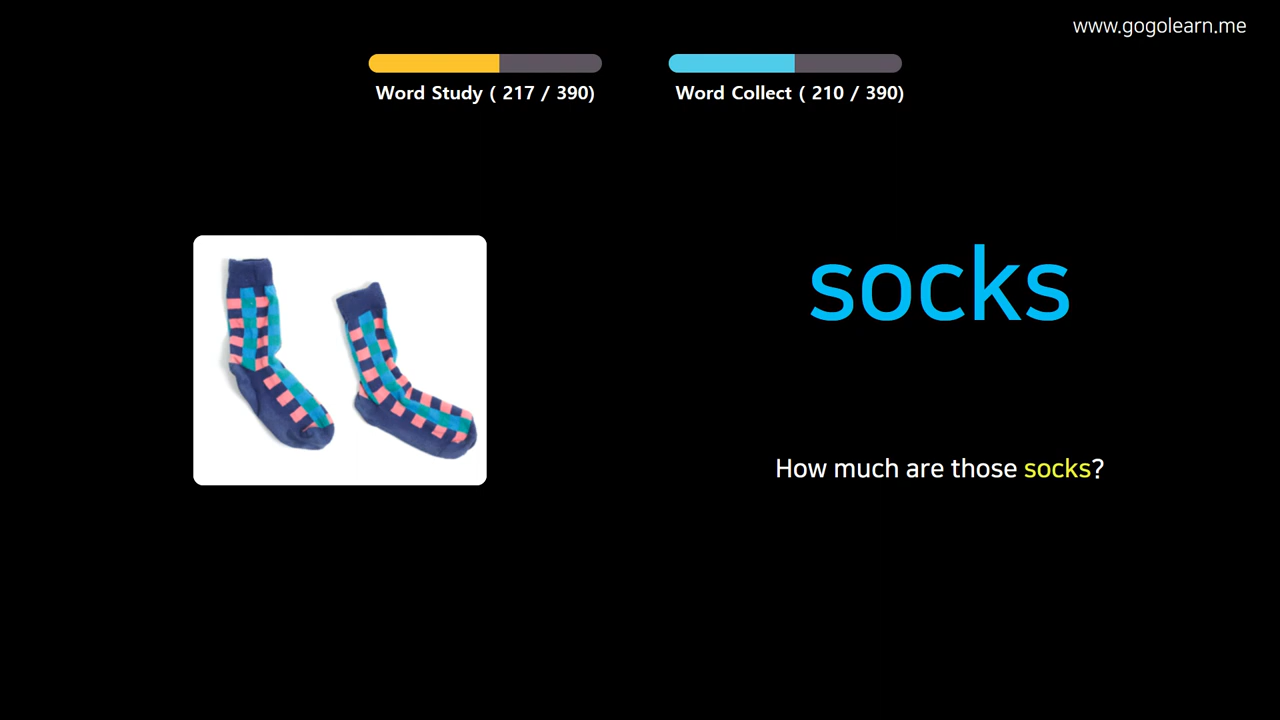 www.gogolearn.me
Word Study ( 217 / 390)
Word Collect ( 210 / 390)
socks
How much are those socks?